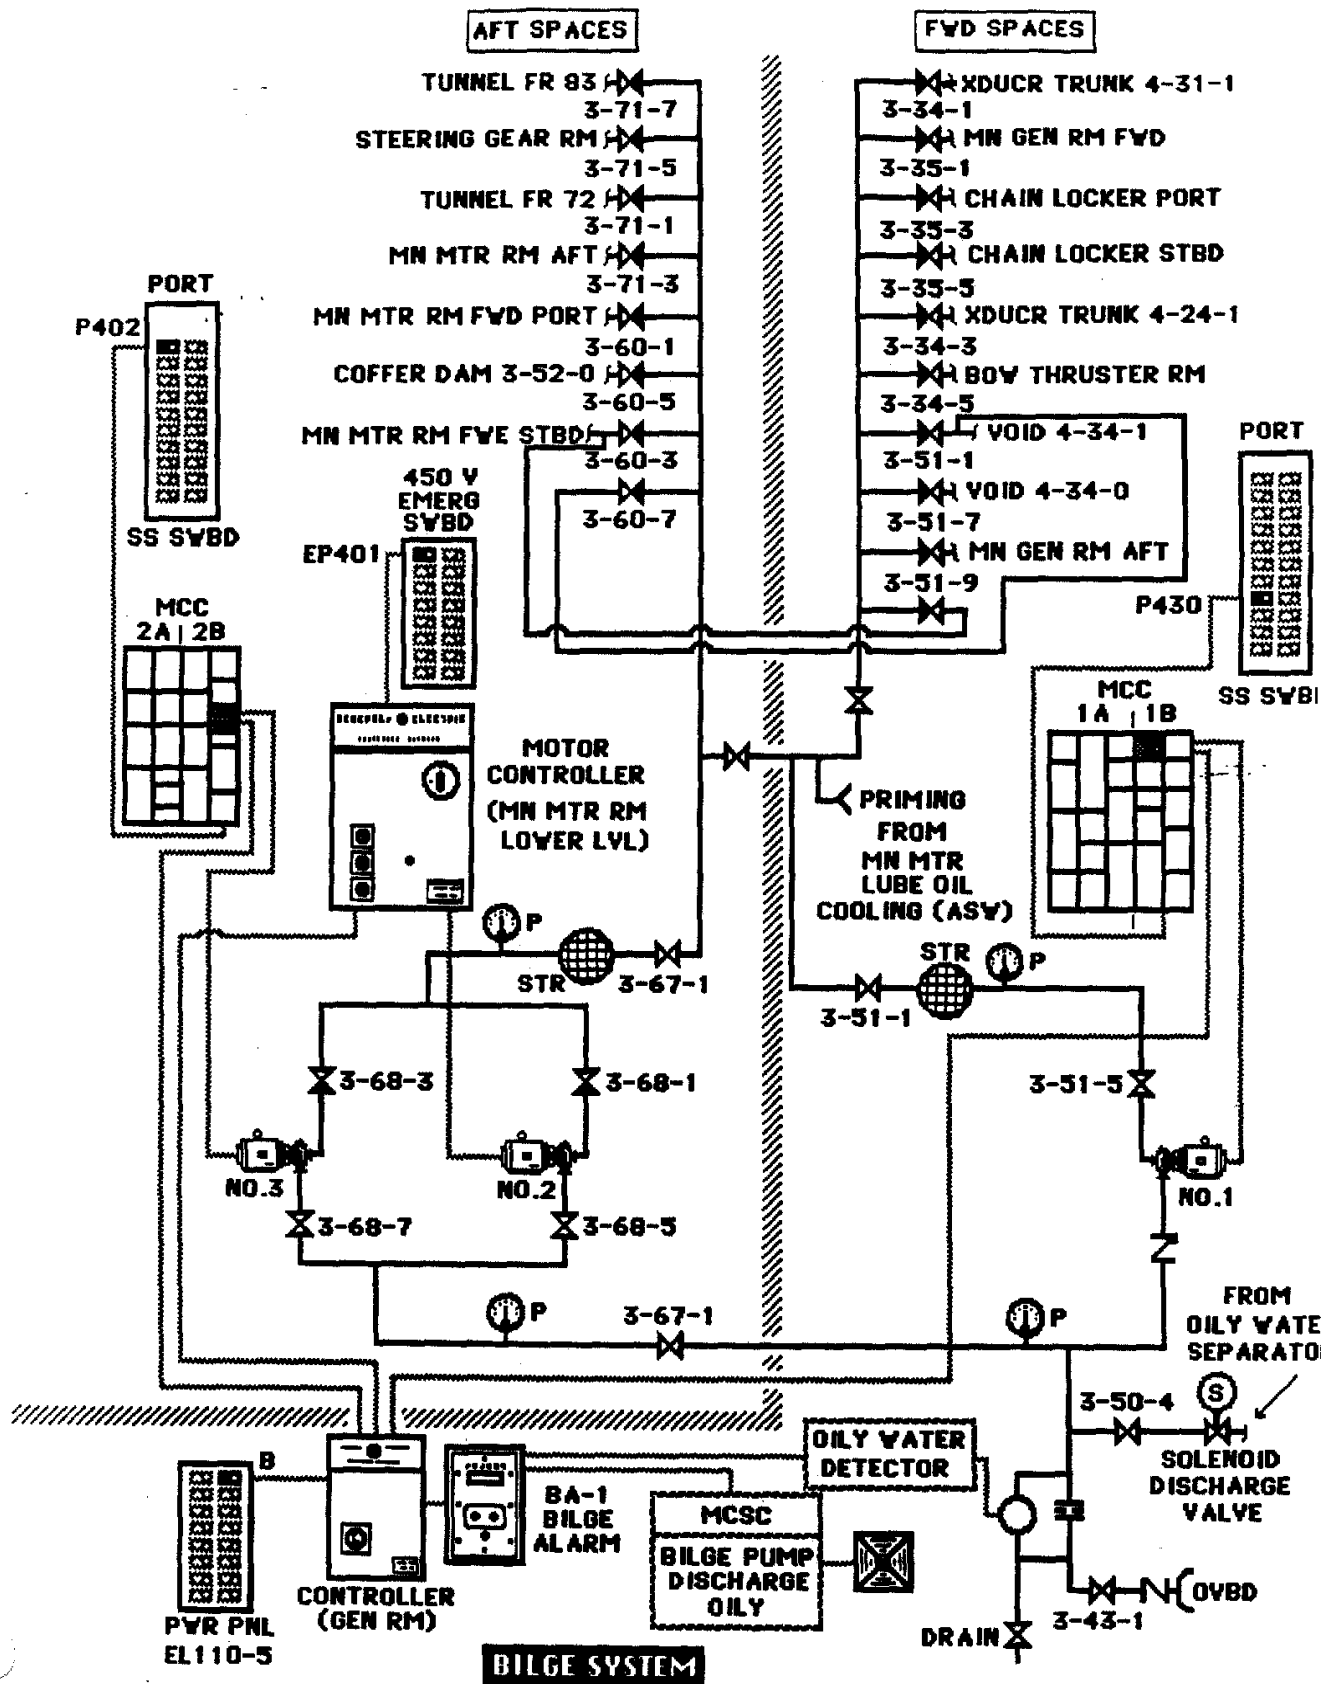 AFT SPACES
FWD SPACES
TUNNEL FR 83
3-71-7
STEERING GEAR RM
3-71-5
TUNNEL FR 72
3-71-1
MN MTR RM AFT
3-71-3
MN MTR RM FWD PORT
3-60-1
COFFER DAM 3-52-0
3-60-5
MN MTR RM FWE STBD
3-60-3
3-60-7
XDUCR TRUNK 4-31-1
3-34-1
MN GEN RM FWD
3-35-1
CHAIN LOCKER PORT
3-35-3
CHAIN LOCKER STBD
3-35-5
XDUCR TRUNK 4-24-1
3-34-3
BOW THRUSTER RM
3-34-5
VOID 4-34-1
3-51-1
VOID 4-34-0
3-51-7
MN GEN RM AFT
3-51-9
PORT
P402
SS SWBD
450 V
EMERG
SWBD
EP401
PORT
P430
SS SWB
MCC
2A 2B
GENERAL ELECTRIC
MOTOR
CONTROLLER
(MN MTR RM
LOWER LVL)
MCC
1A 1B
PRIMING
FROM
MN MTR
LUBE OIL
COOLING (ASW)
P
STR
3-67-1
STR
P
3-51-1
3-68-3
3-68-1
3-51-5
NO.3
NO.2
NO.1
3-68-7
3-68-5
P
3-67-1
P
FROM
OILY WATE
SEPARATO
3-50-4
S
SOLENOID
DISCHARGE
VALVE
B
PWR PNL
EL110-5
CONTROLLER
(GEN RM)
BA-1
BILGE
ALARM
OILY WATER
DETECTOR
MCSC
BILGE PUMP
DISCHARGE
OILY
DRAIN
3-43-1
OVBD
BILGE SYSTEM